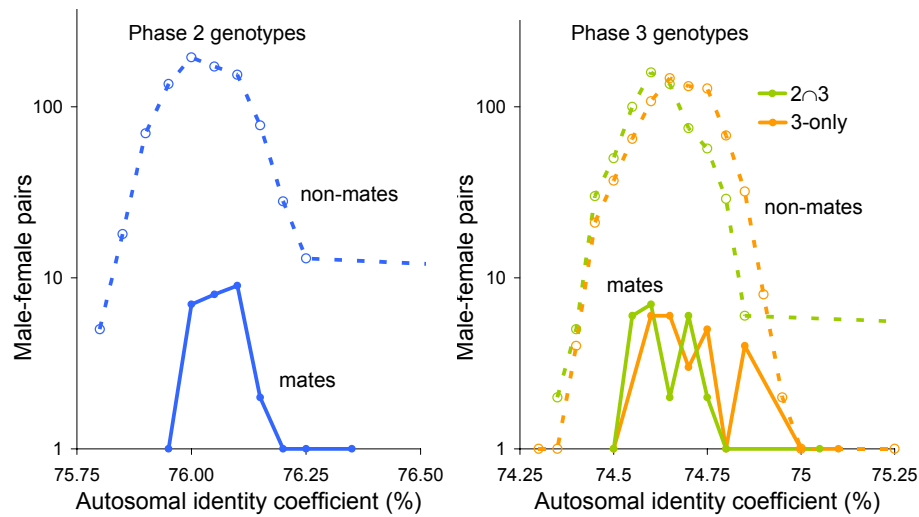 Phase 2 genotypes
Male-female pairs
100
10
1
non-mates
mates
75.75 76.00 76.25 76.50
Autosomal identity coefficient (%)
Phase 3 genotypes
2∩3
3-only
Male-female pairs
100
10
1
non-mates
mates
74.25 74.5 74.75 75 75.25
Autosomal identity coefficient (%)